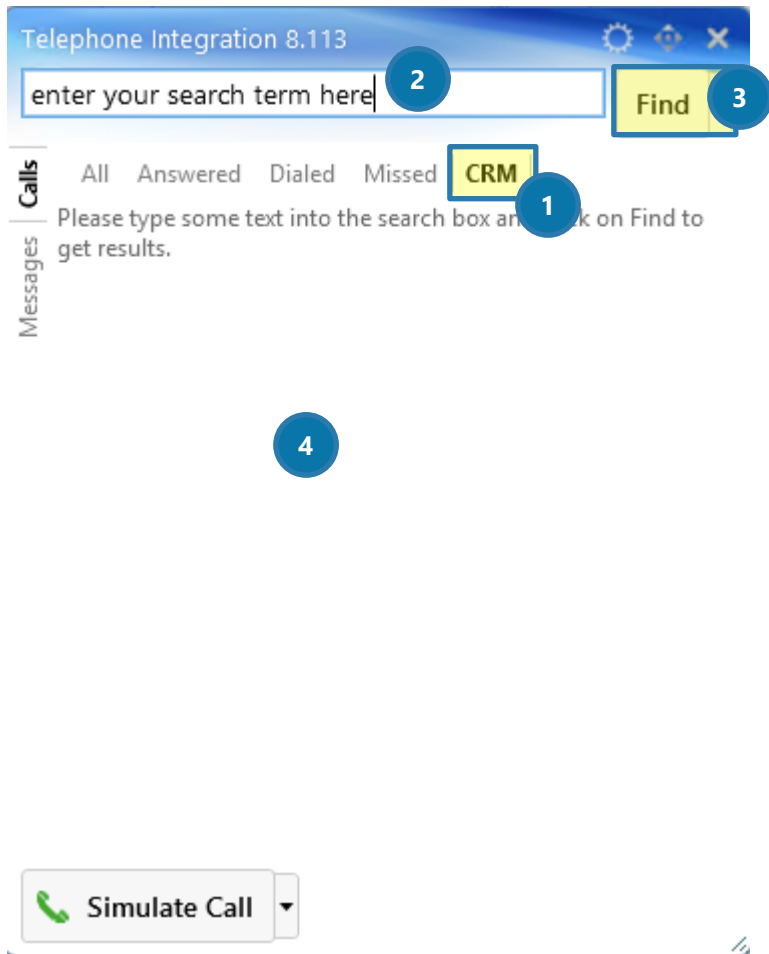 Telephone Integration 8.113
enter your search term here 2
Find 3
Calls
All Answered Dialed Missed CRM
1
Please type some text into the search box an k on Find to
get results.
Messages
4
Simulate Call